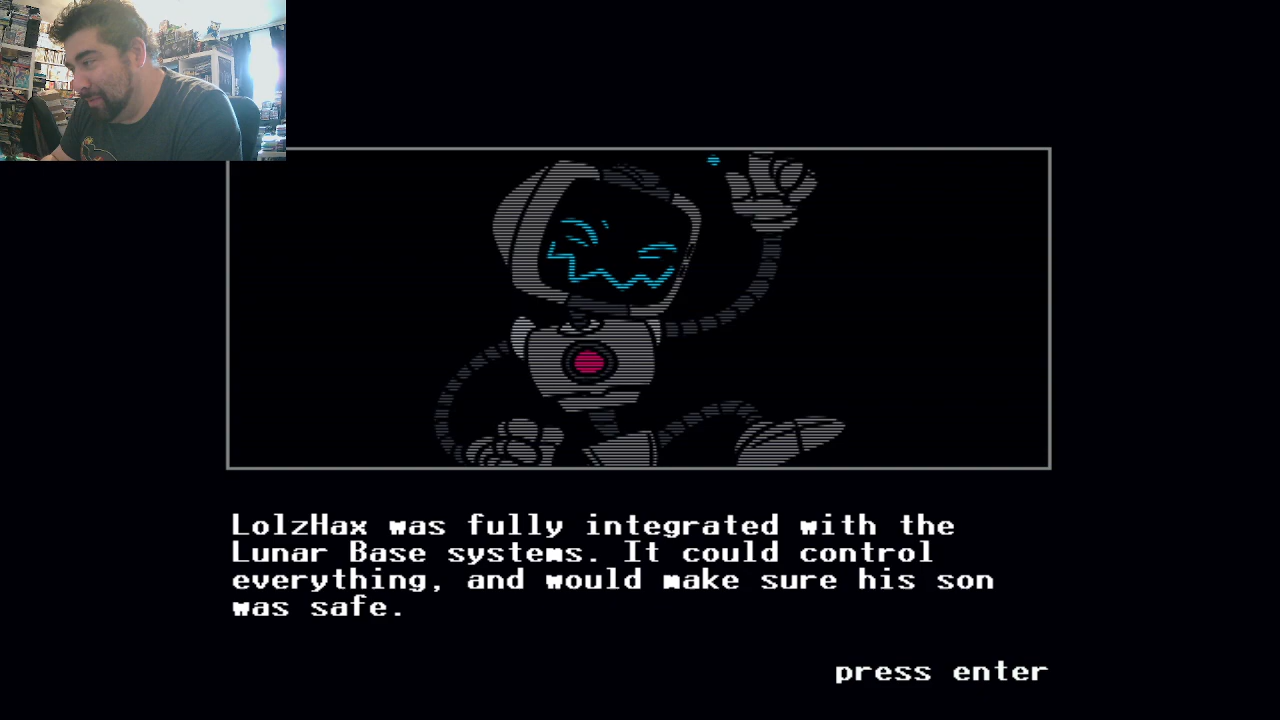 LolzHax was fully integrated with the
Lunar Base systems. It could control
everything, and would make sure his son
was safe.
press enter